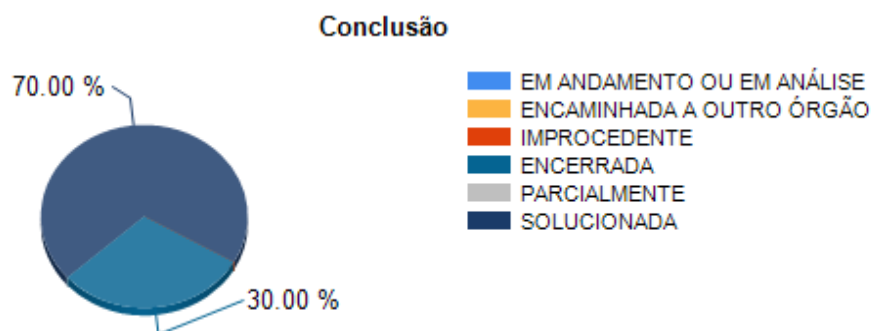 Conclusão
70.00 %
30.00 %
EM ANDAMENTO OU EM ANÁLISE
ENCAMINHADA A OUTRO ÓRGÃO
IMPROCEDENTE
ENCERRADA
PARCIALMENTE
SOLUCIONADA